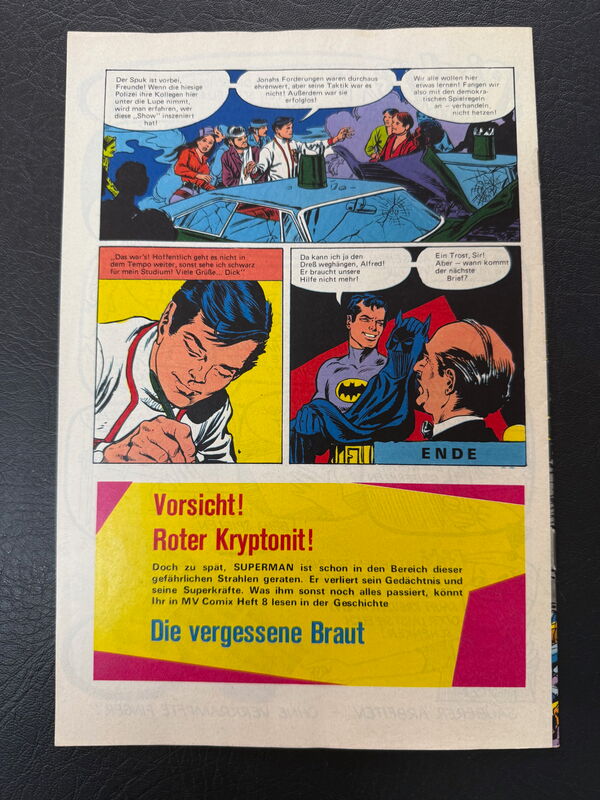 Der Spuk ist vorbei,
Freunde! Wenn die hiesige
Polizei ihre Kollegen hier
unter die Lupe nimmt,
wird man erfahren, wer
diese „Show" inszeniert
hat!
Jonahs Forderungen waren durchaus
ehrenwert, aber seine Taktik war es
nicht! Außerdem war sie
erfolglos!
Wir alle wollen hier
etwas lernen! Fangen wir
also mit den demokra-
tischen Spielregeln
an – verhandeln,
nicht hetzen!
„Das war's! Hoffentlich geht es nicht in
dem Tempo weiter, sonst sehe ich schwarz
für mein Studium! Viele Grüße... Dick"
Da kann ich ja den
Dreß weghängen, Alfred!
Er braucht unsere
Hilfe nicht mehr!
Ein Trost, Sir!
Aber – wann kommt
der nächste
Brief?
ENDE
Vorsicht!
Roter Kryptonit!
Doch zu spät, SUPERMAN ist schon in den Bereich dieser
gefährlichen Strahlen geraten. Er verliert sein Gedächtnis und
seine Superkräfte. Was ihm sonst noch alles passiert, könnt
Ihr in MV Comix Heft 8 lesen in der Geschichte
Die vergessene Braut